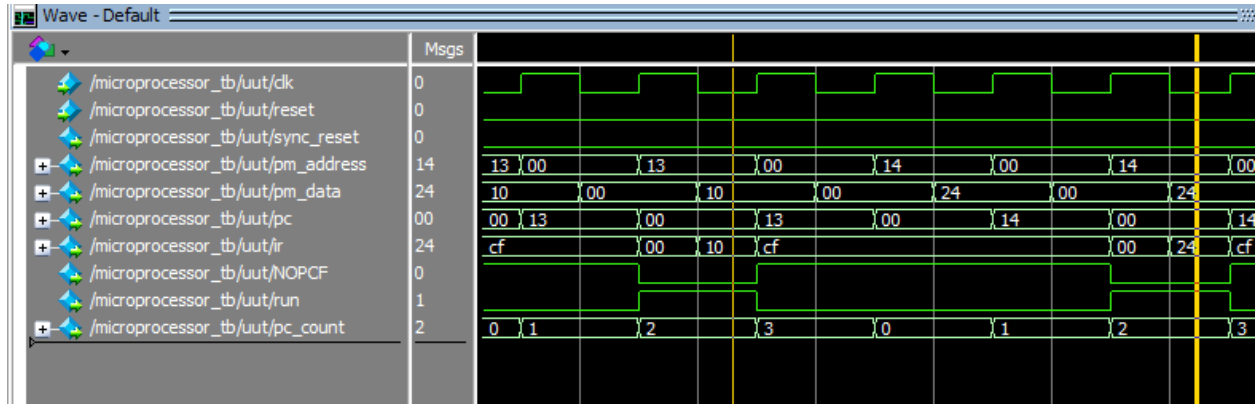 Wave - Default
Msgs
/microprocessor_tb/uut/clk 0
/microprocessor_tb/uut/reset 0
/microprocessor_tb/uut/sync_reset 0
/microprocessor_tb/uut/pm_address 14 13 00 13 00 14 00 14 00
/microprocessor_tb/uut/pm_data 24 10 00 10 00 24 00 24
/microprocessor_tb/uut/pc 00 00 13 00 13 00 14 00 14
/microprocessor_tb/uut/ir 24 cf 00 10 cf 00 24 cf
/microprocessor_tb/uut/NOPCF 0
/microprocessor_tb/uut/run 1
/microprocessor_tb/uut/pc_count 2 0 1 2 3 0 1 2 3